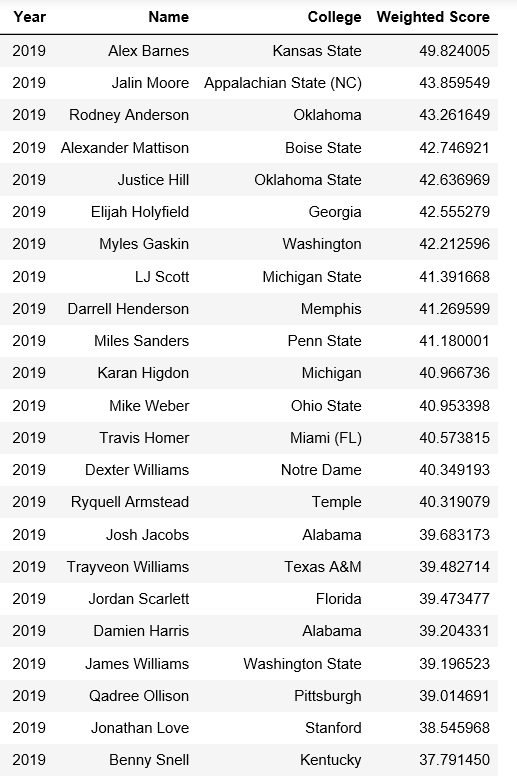 Year Name College Weighted Score
2019 Alex Barnes Kansas State 49.824005
2019 Jalin Moore Appalachian State (NC) 43.859549
2019 Rodney Anderson Oklahoma 43.261649
2019 Alexander Mattison Boise State 42.746921
2019 Justice Hill Oklahoma State 42.636969
2019 Elijah Holyfield Georgia 42.555279
2019 Myles Gaskin Washington 42.212596
2019 LJ Scott Michigan State 41.391668
2019 Darrell Henderson Memphis 41.269599
2019 Miles Sanders Penn State 41.180001
2019 Karan Higdon Michigan 40.966736
2019 Mike Weber Ohio State 40.953398
2019 Travis Homer Miami (FL) 40.573815
2019 Dexter Williams Notre Dame 40.349193
2019 Ryquell Armstead Temple 40.319079
2019 Josh Jacobs Alabama 39.683173
2019 Trayveon Williams Texas A&M 39.482714
2019 Jordan Scarlett Florida 39.473477
2019 Damien Harris Alabama 39.204331
2019 James Williams Washington State 39.196523
2019 Qadree Ollison Pittsburgh 39.014691
2019 Jonathan Love Stanford 38.545968
2019 Benny Snell Kentucky 37.791450